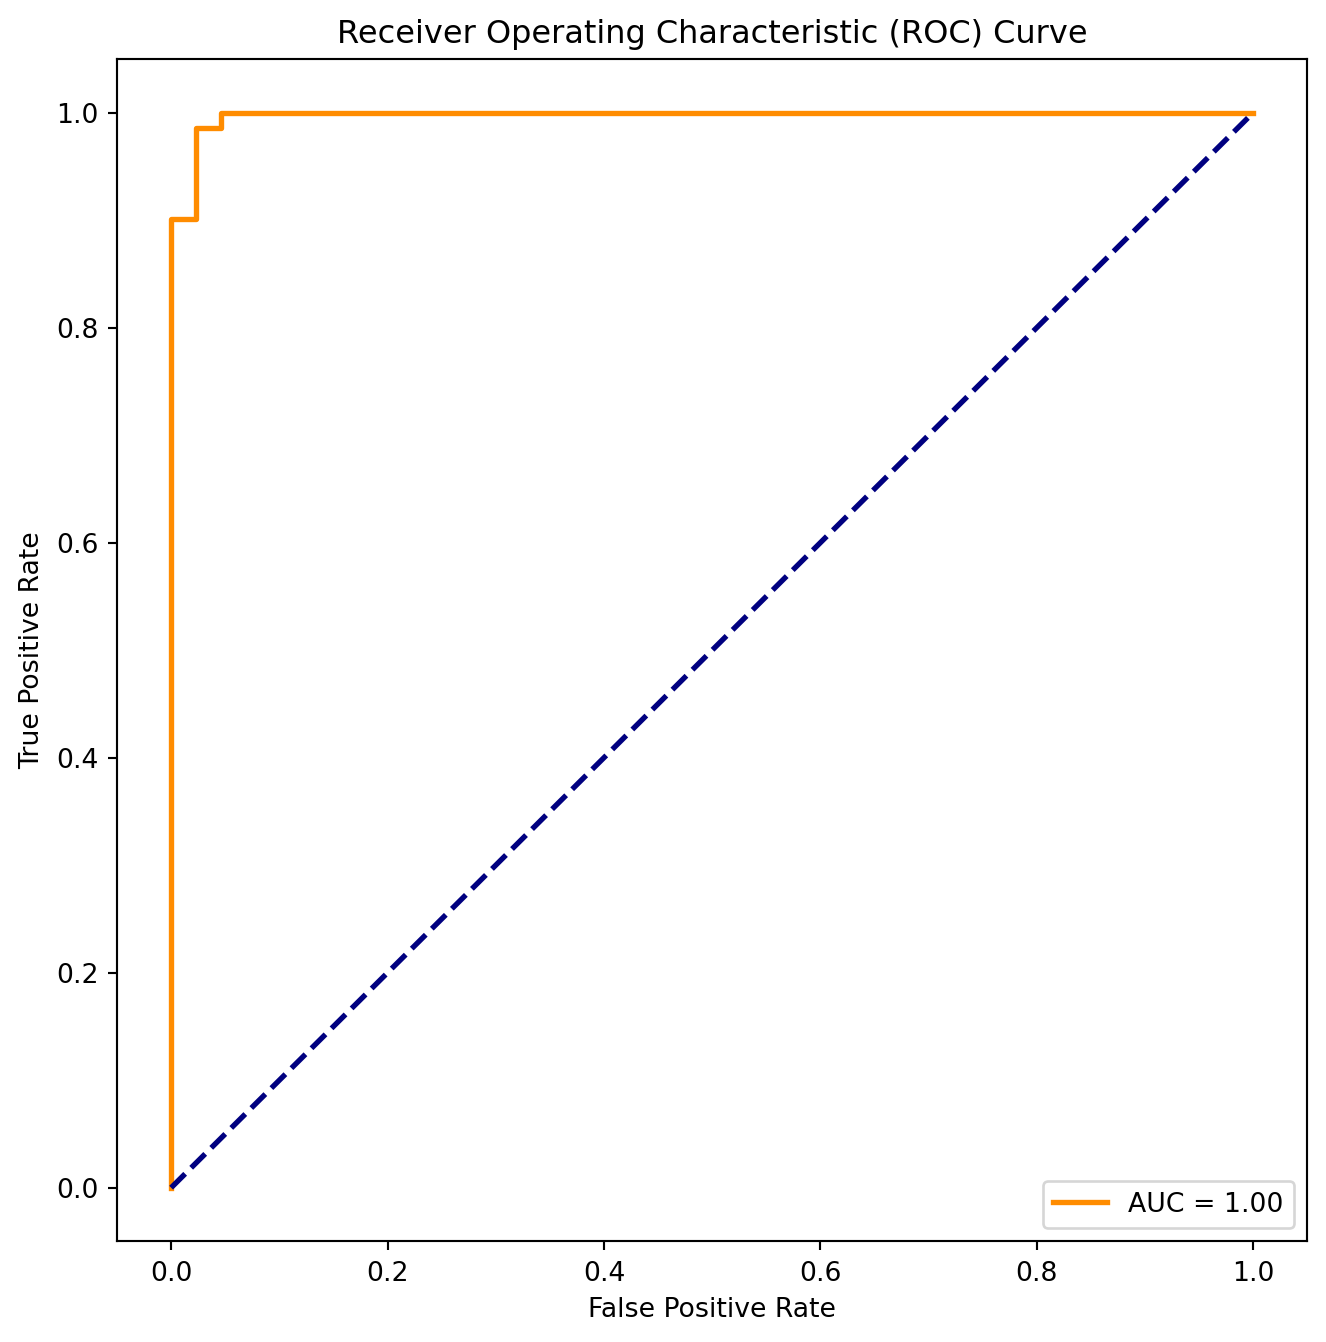 Receiver Operating Characteristic (ROC) Curve
1.0
0.8
0.6
0.4
0.2
0.0
True Positive Rate
AUC = 1.00
0.0 0.2 0.4 0.6 0.8 1.0
False Positive Rate